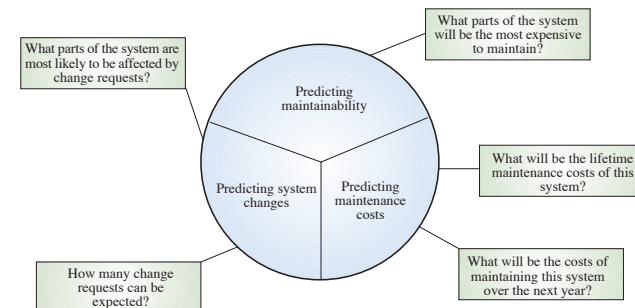 What parts of the system
will be the most expensive
to maintain?
What parts of the system are
most likely to be affected by
change requests?
Predicting
maintainability
What will be the lifetime
maintenance costs of this
system?
Predicting system
changes
Predicting
maintenance
costs
What will be the costs of
maintaining this system
over the next year?
How many change
requests can be
expected?